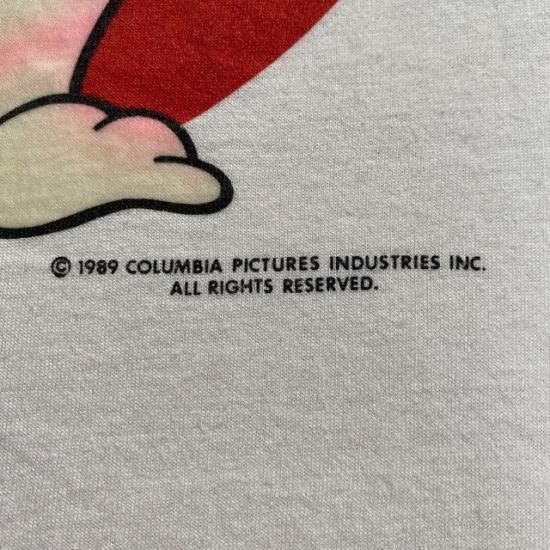 © 1989 COLUMBIA PICTURES INDUSTRIES INC.
ALL RIGHTS RESERVED.